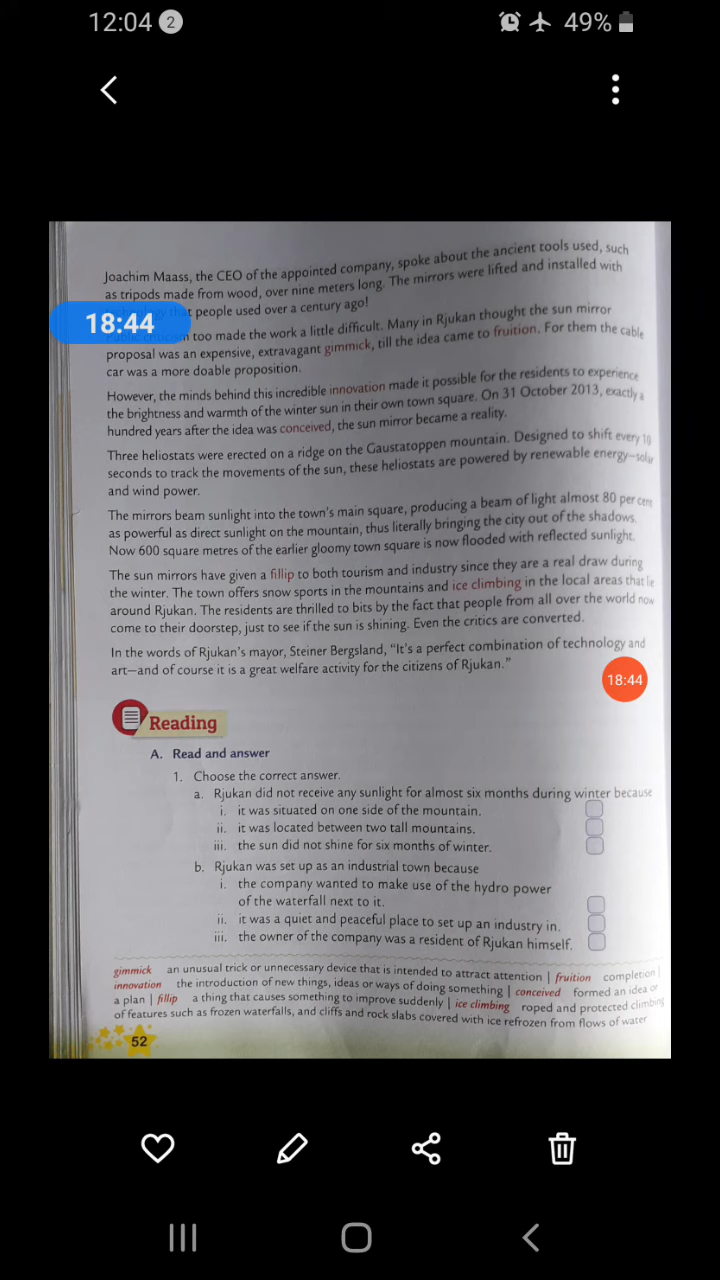 12:04 2 49%
Joachim Maass, the CEO of the appointed company, spoke about the ancient tools used, such
as tripods made from wood, over nine meters long. The mirrors were lifted and installed with
that people used over a century ago!
18:44
too made the work a little difficult. Many in Rjukan thought the sun mirror
proposal was an expensive, extravagant gimmick, till the idea came to fruition. For them the cable
car was a more doable proposition.
However, the minds behind this incredible innovation made it possible for the residents to experience
the brightness and warmth of the winter sun in their own town square. On 31 October 2013, exactly a
hundred years after the idea was conceived, the sun mirror became a reality.
Three heliostats were erected on a ridge on the Gaustatoppen mountain. Designed to shift every 10
seconds to track the movements of the sun, these heliostats are powered by renewable energy—solar
and wind power.
The mirrors beam sunlight into the town's main square, producing a beam of light almost 80 per cent
as powerful as direct sunlight on the mountain, thus literally bringing the city out of the shadows.
Now 600 square metres of the earlier gloomy town square is now flooded with reflected sunlight.
The sun mirrors have given a fillip to both tourism and industry since they are a real draw during
the winter. The town offers snow sports in the mountains and ice climbing in the local areas that lie
around Rjukan. The residents are thrilled to bits by the fact that people from all over the world now
come to their doorstep, just to see if the sun is shining. Even the critics are converted.
In the words of Rjukan's mayor, Steiner Bergsland, "It's a perfect combination of technology and
art—and of course it is a great welfare activity for the citizens of Rjukan."
18:44
Reading
A. Read and answer
1. Choose the correct answer.
a. Rjukan did not receive any sunlight for almost six months during winter because
i. it was situated on one side of the mountain.
ii. it was located between two tall mountains.
iii. the sun did not shine for six months of winter.
b. Rjukan was set up as an industrial town because
i. the company wanted to make use of the hydro power
of the waterfall next to it.
ii. it was a quiet and peaceful place to set up an industry in.
iii. the owner of the company was a resident of Rjukan himself.
gimmick an unusual trick or unnecessary device that is intended to attract attention | fruition completion |
innovation the introduction of new things, ideas or ways of doing something | conceived formed an idea or
a plan | fillip a thing that causes something to improve suddenly | ice climbing roped and protected climbing
of features such as frozen waterfalls, and cliffs and rock slabs covered with ice refrozen from flows of water
52